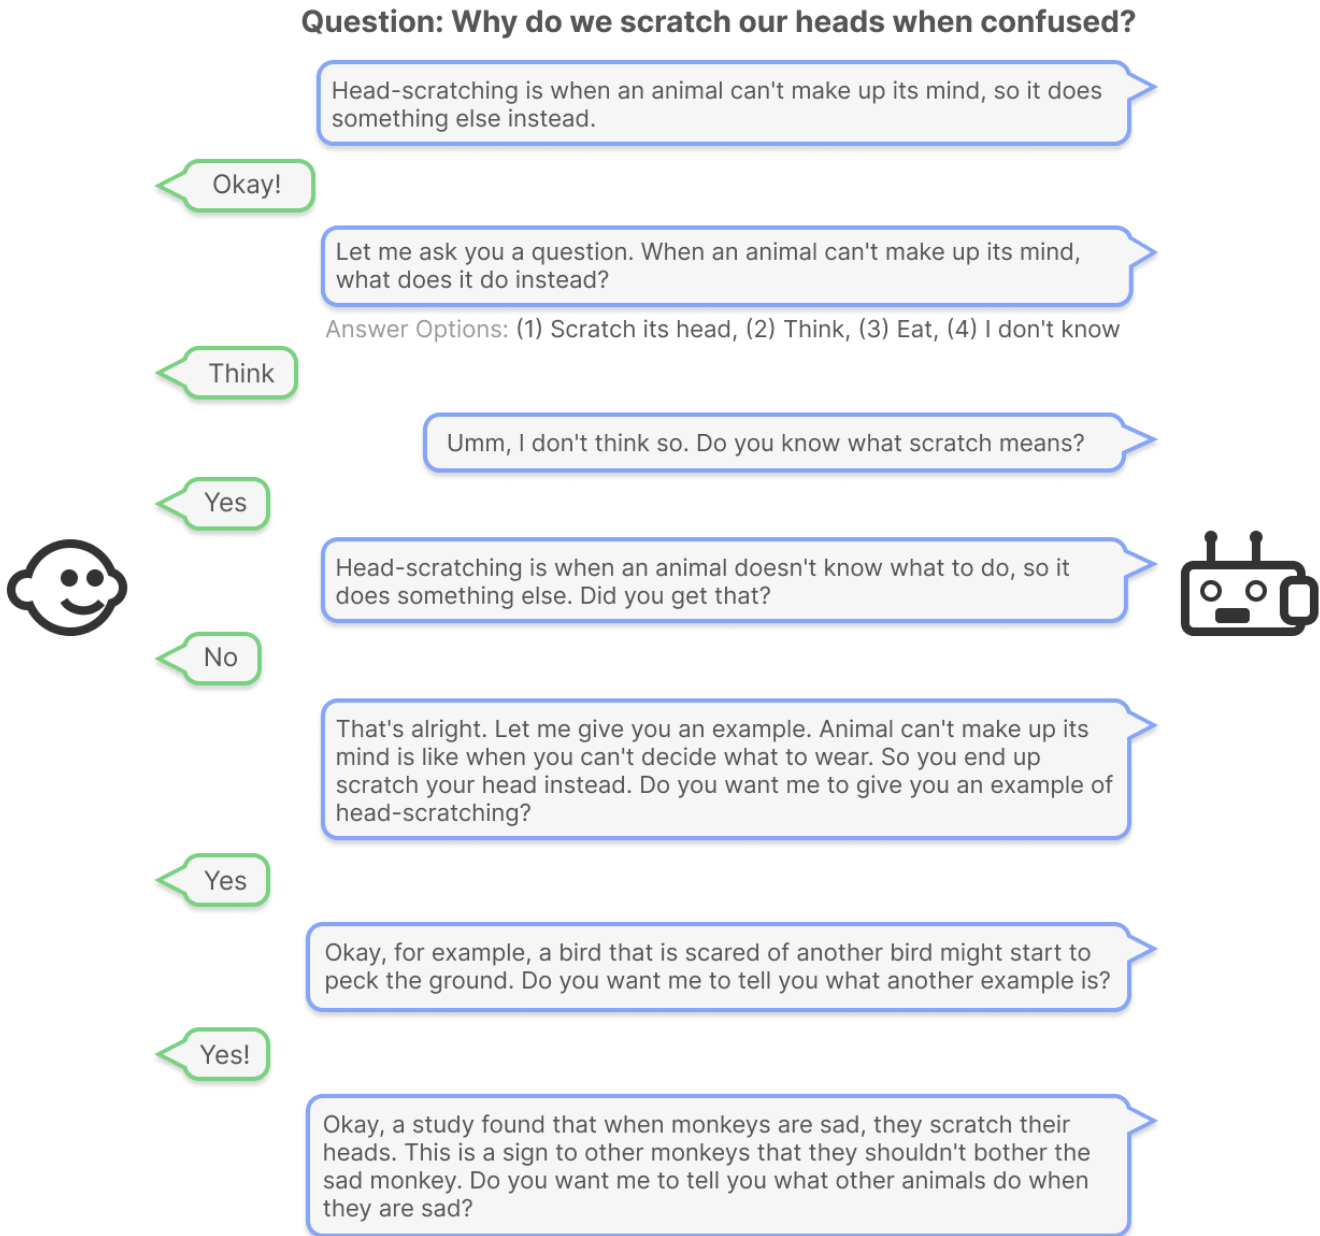 Question: Why do we scratch our heads when confused?
Head-scratching is when an animal can't make up its mind, so it does
something else instead.
Okay!
Let me ask you a question. When an animal can't make up its mind,
what does it do instead?
Answer Options: (1) Scratch its head, (2) Think, (3) Eat, (4) I don't know
Think
Umm, I don't think so. Do you know what scratch means?
Yes
Head-scratching is when an animal doesn't know what to do, so it
does something else. Did you get that?
No
That's alright. Let me give you an example. Animal can't make up its
mind is like when you can't decide what to wear. So you end up
scratch your head instead. Do you want me to give you an example of
head-scratching?
Yes
Okay, for example, a bird that is scared of another bird might start to
peck the ground. Do you want me to tell you what another example is?
Yes!
Okay, a study found that when monkeys are sad, they scratch their
heads. This is a sign to other monkeys that they shouldn't bother the
sad monkey. Do you want me to tell you what other animals do when
they are sad?